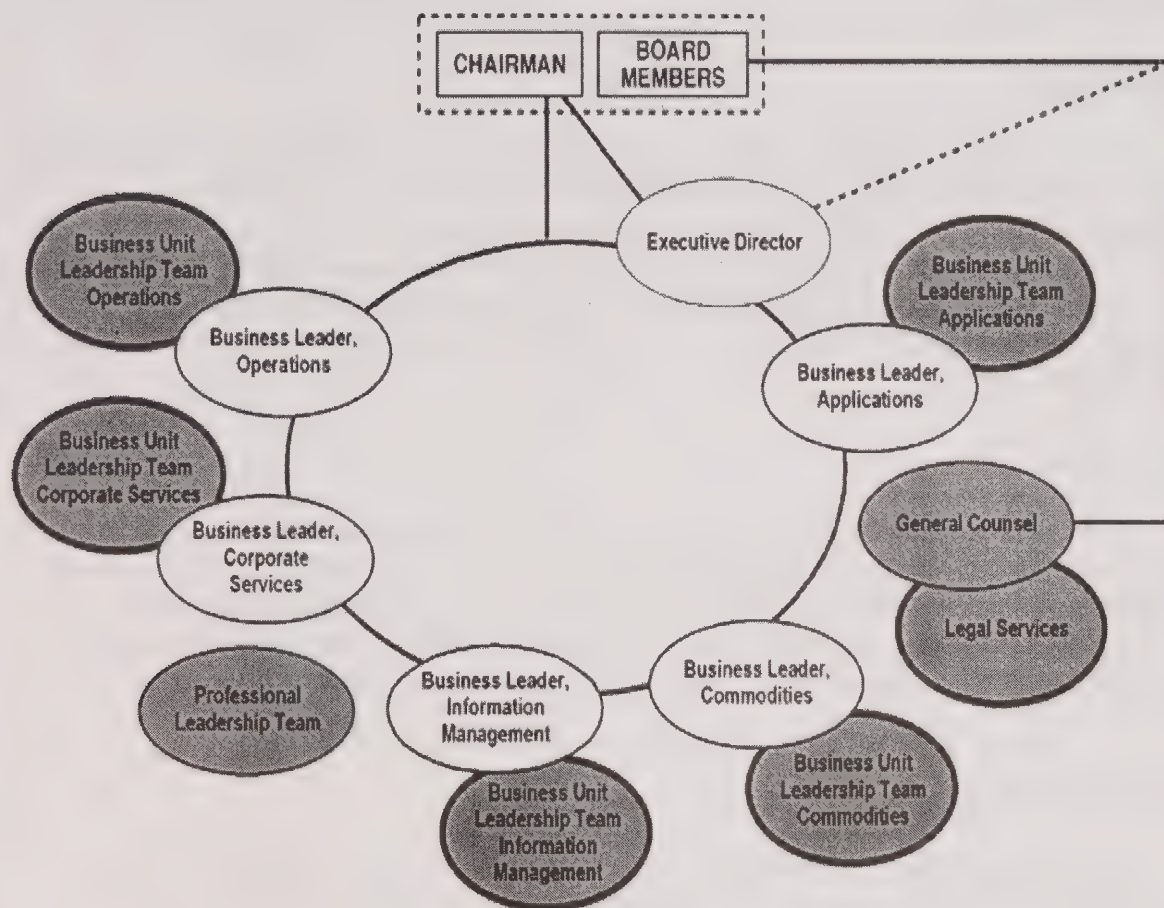 CHAIRMAN
BOARD
MEMBERS
Executive Director
Business Unit
Leadership Team
Operations
Business Leader,
Operations
Business Unit
Leadership Team
Applications
Business Leader,
Applications
Business Unit
Leadership Team
Corporate Services
Business Leader,
Corporate
Services
General Counsel
Legal Services
Professional
Leadership Team
Business Leader,
Information
Management
Business Leader,
Commodities
Business Unit
Leadership Team
Information
Management
Business Unit
Leadership Team
Commodities